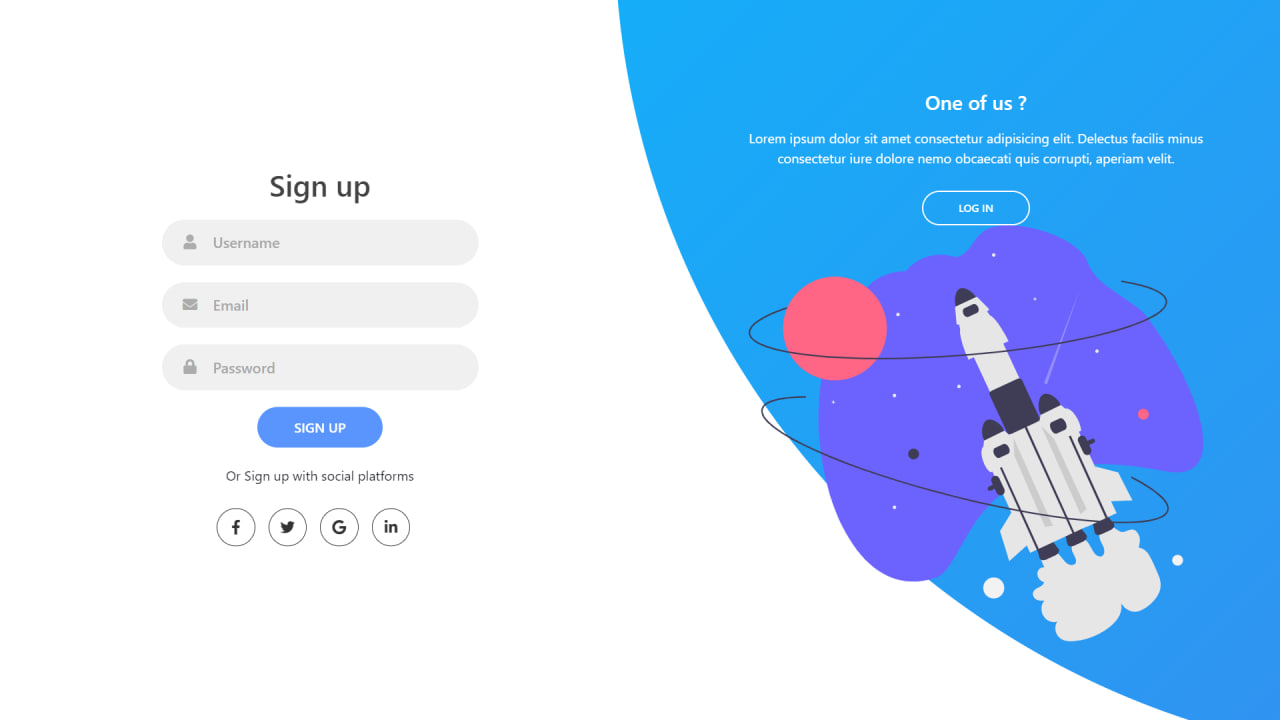 Sign up
Username
Email
Password
SIGN UP
Or Sign up with social platforms
One of us ?
Lorem ipsum dolor sit amet consectetur adipisicing elit. Delectus facilis minus
consectetur iure dolore nemo obcaecati quis corrupti, aperiam velit.
LOG IN